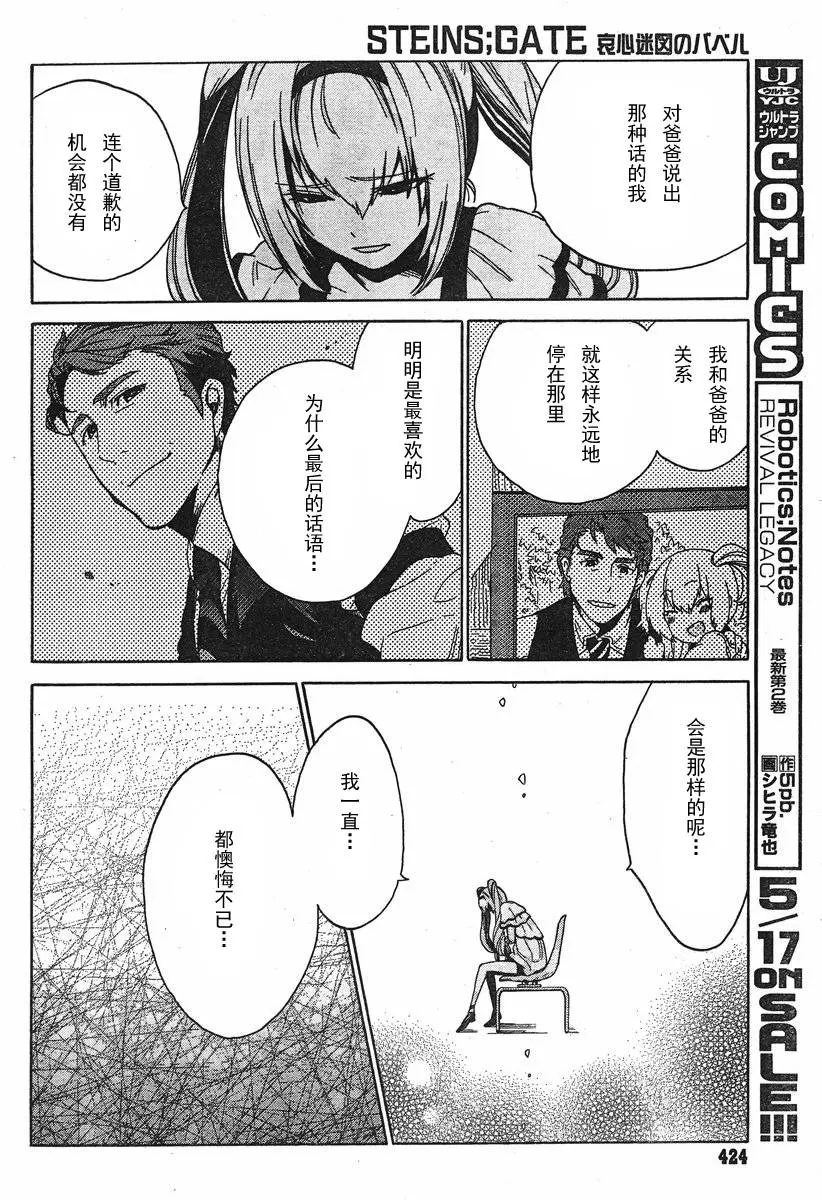 STEINS;GATE 哀心迷図のバベル
对爸爸说出
那种话的我
连个道歉的
机会都没有
我和爸爸的
关系
就这样永远地
停在那里
明明是最喜欢的
为什么最后的话语…
会是那样的呢…
我一直…
都懊悔不已…
UJ
ウルトラ
YJC
ウルトラ
ジャンプ
COMICS
Robotics;Notes
REVIVAL LEGACY
最新第2巻
作5pb.
画シヒラ竜也
5/17 ON SALE!!!
424